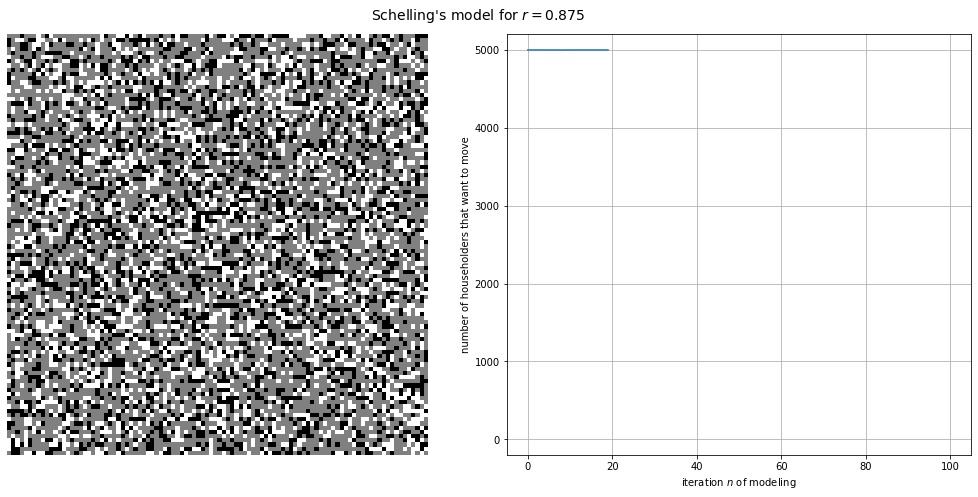 Schelling's model for r = 0.875
number of householders that want to move
5000
4000
3000
2000
1000
0
0 20 40 60 80 100
iteration n of modeling